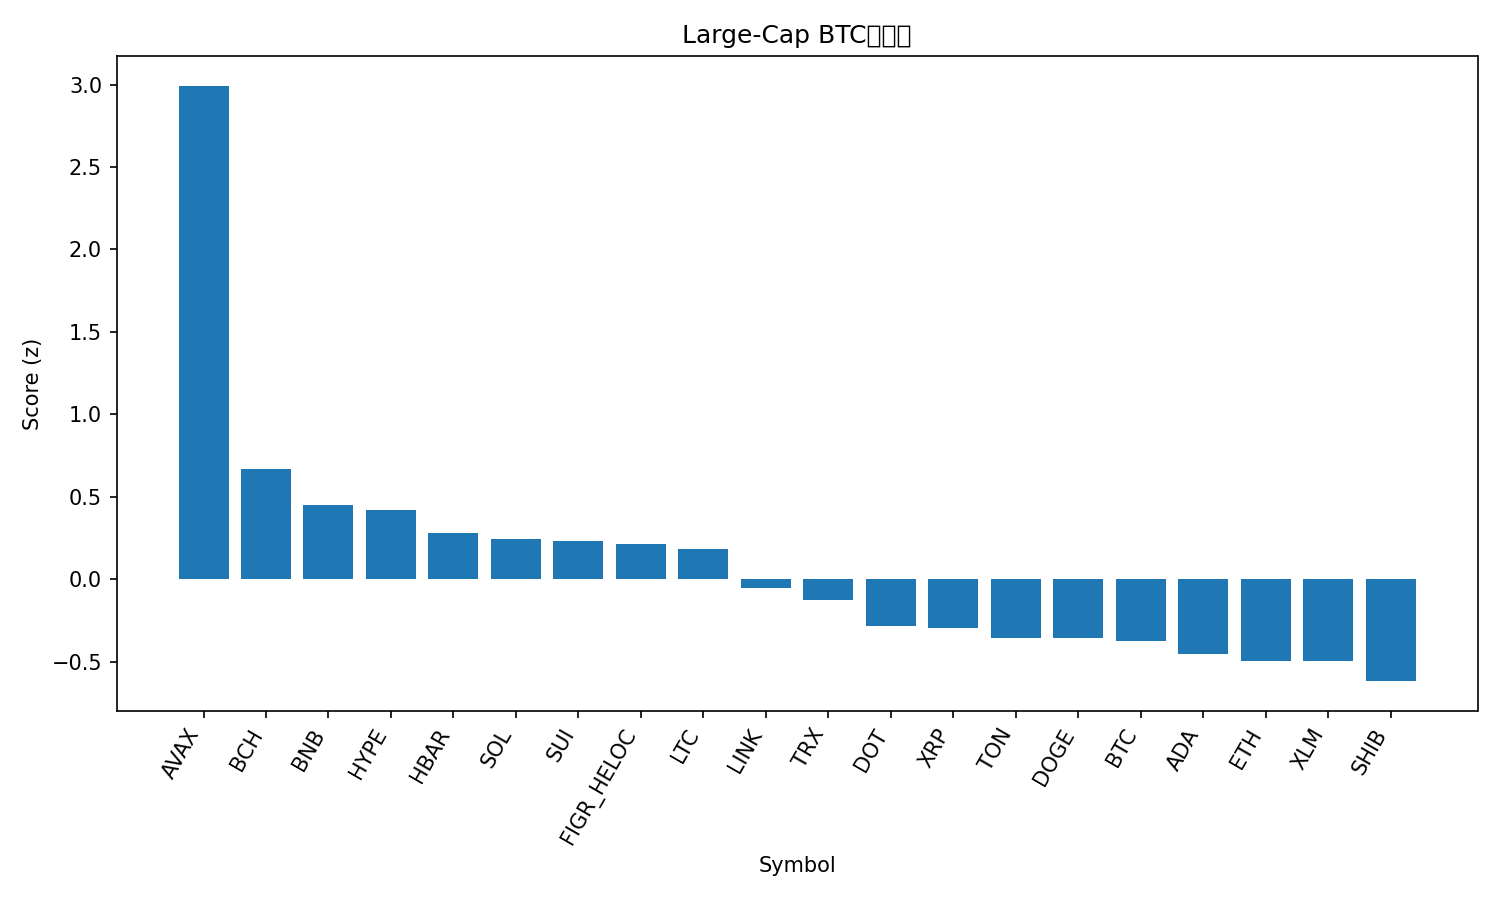 Large-Cap BTC
3.0
2.5
2.0
1.5
1.0
0.5
0.0
−0.5
Score (z)
AVAX
BCH
BNB
HYPE
HBAR
SOL
SUI
FIGR_HELOC
LTC
LINK
TRX
DOT
XRP
TON
DOGE
BTC
ADA
ETH
XLM
SHIB
Symbol